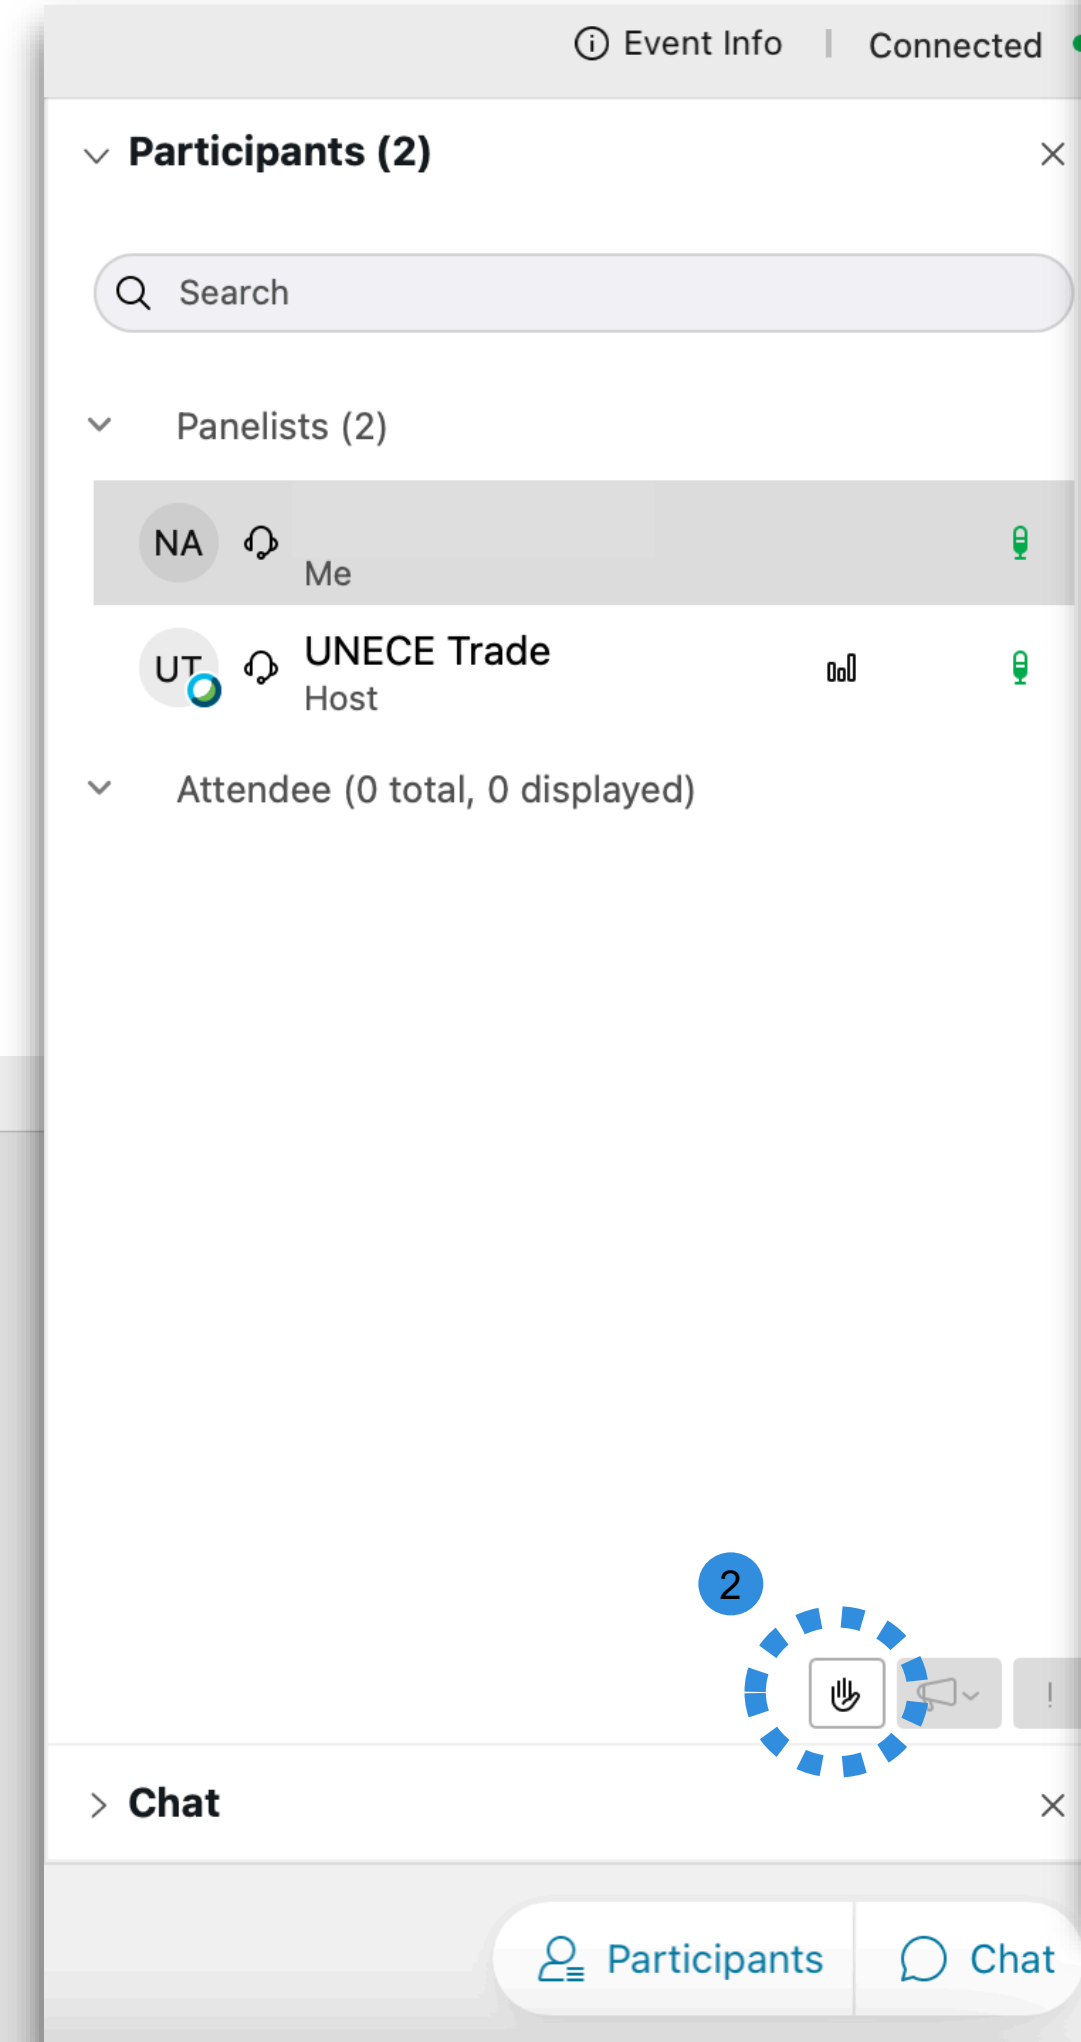 Event Info | Connected
Participants (2)
Search
Panelists (2)
NA
Me
UT
UNECE Trade
Host
Attendee (0 total, 0 displayed)
2
!
Chat
Participants
Chat